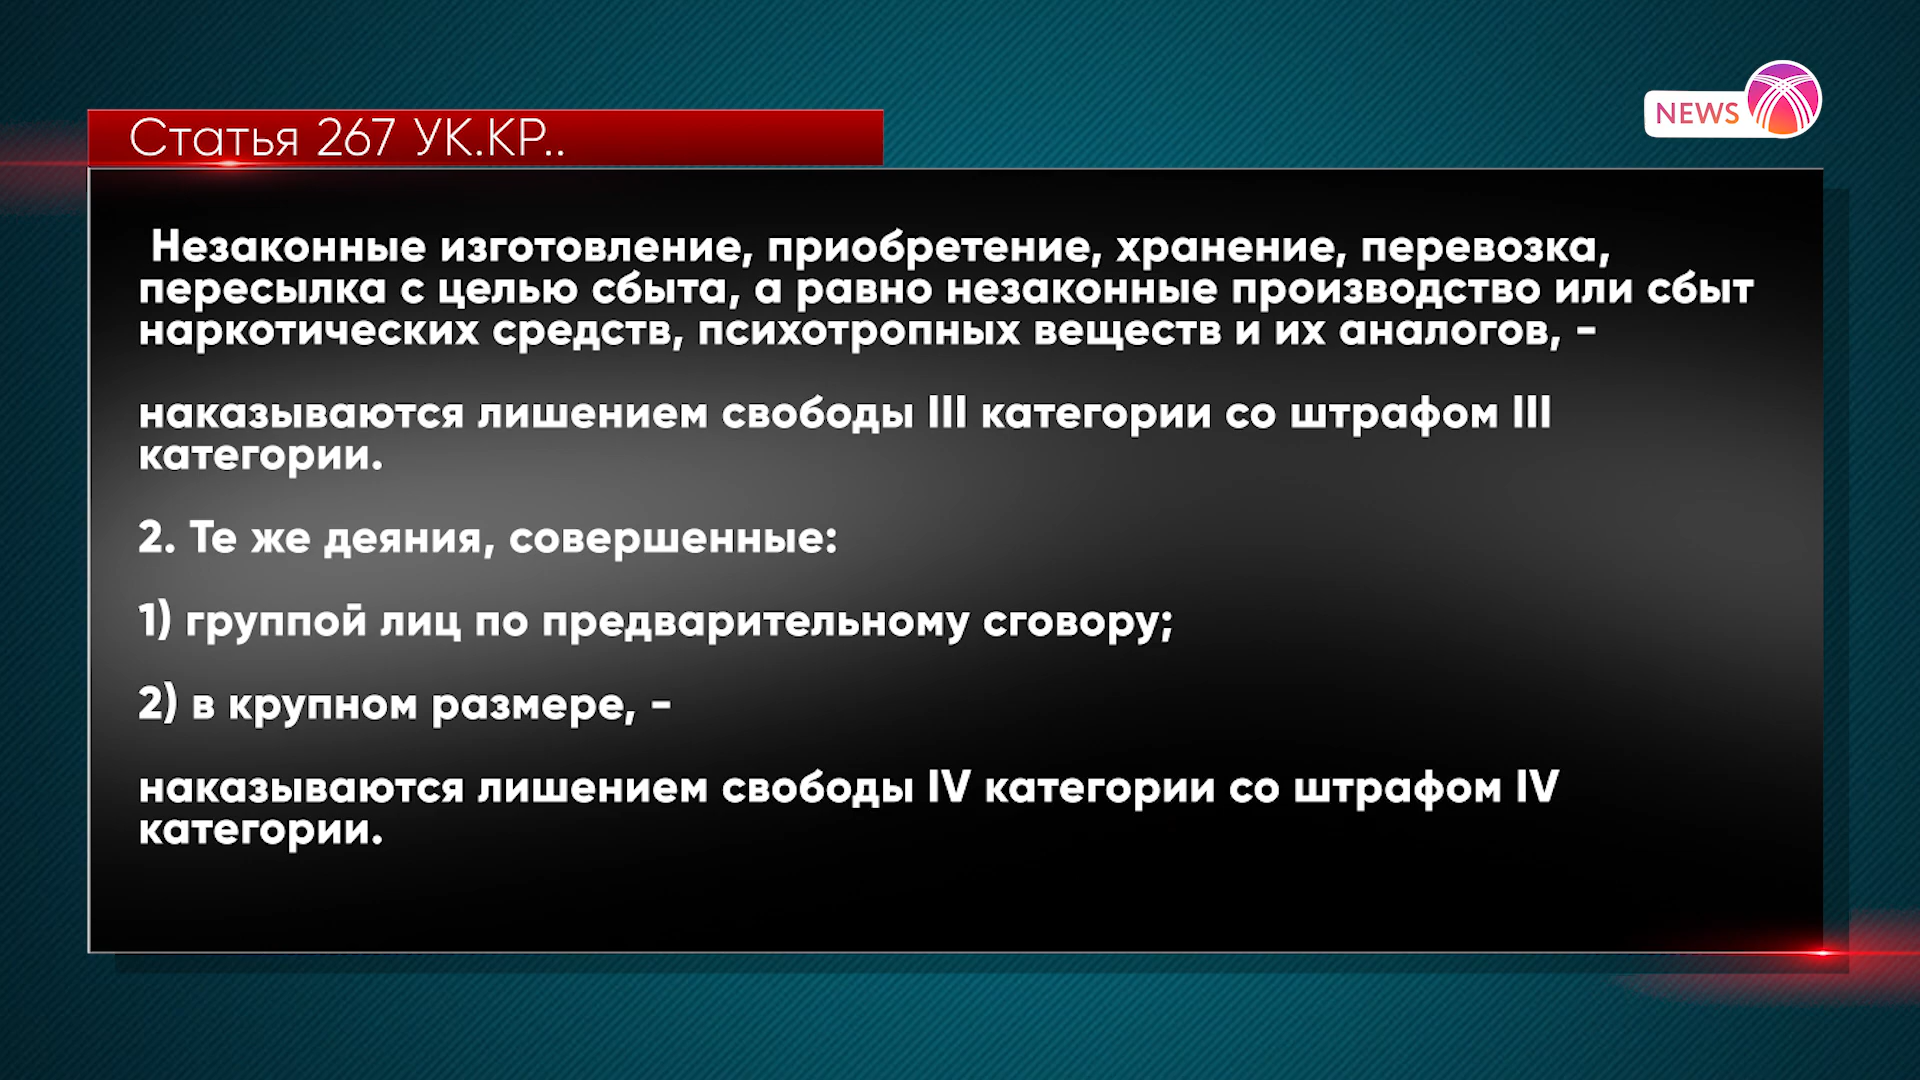 NEWS
Статья 267 УК.КР..
Незаконные изготовление, приобретение, хранение, перевозка,
пересылка с целью сбыта, а равно незаконные производство или сбыт
наркотических средств, психотропных веществ и их аналогов, -
наказываются лишением свободы III категории со штрафом III
категории.
2. Те же деяния, совершенные:
1) группой лиц по предварительному сговору;
2) в крупном размере, -
наказываются лишением свободы IV категории со штрафом IV
категории.